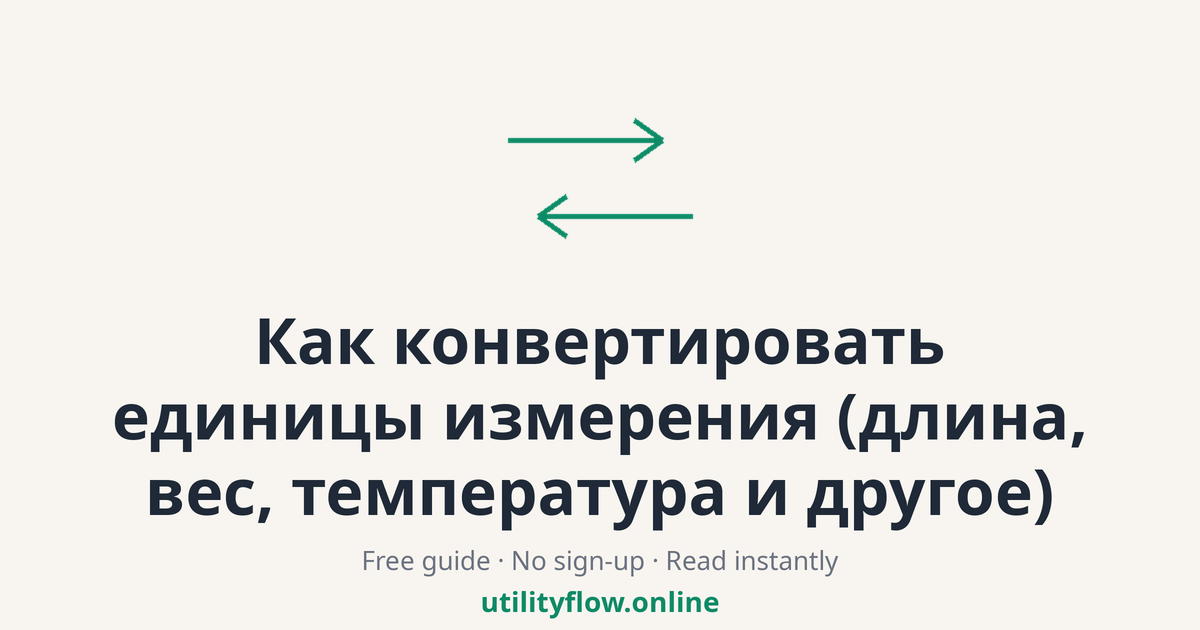 Как конвертировать
единицы измерения (длина,
вес, температура и другое)
Free guide · No sign-up · Read instantly
utilityflow.online